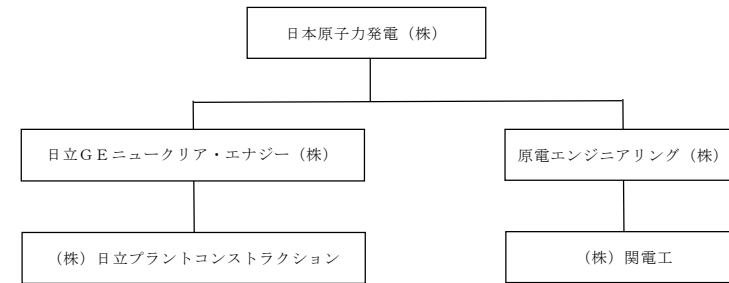 日本原子力発電（株）
日立ＧＥニュークリア・エナジー（株）
原電エンジニアリング（株）
（株）日立プラントコンストラクション
（株）関電工